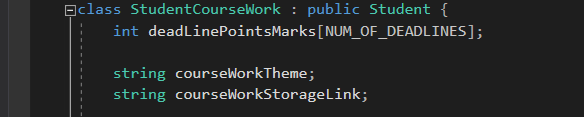 class StudentCourseWork : public Student {
int deadLinePointsMarks[NUM_OF_DEADLINES];
string courseWorkTheme;
string courseWorkStorageLink;